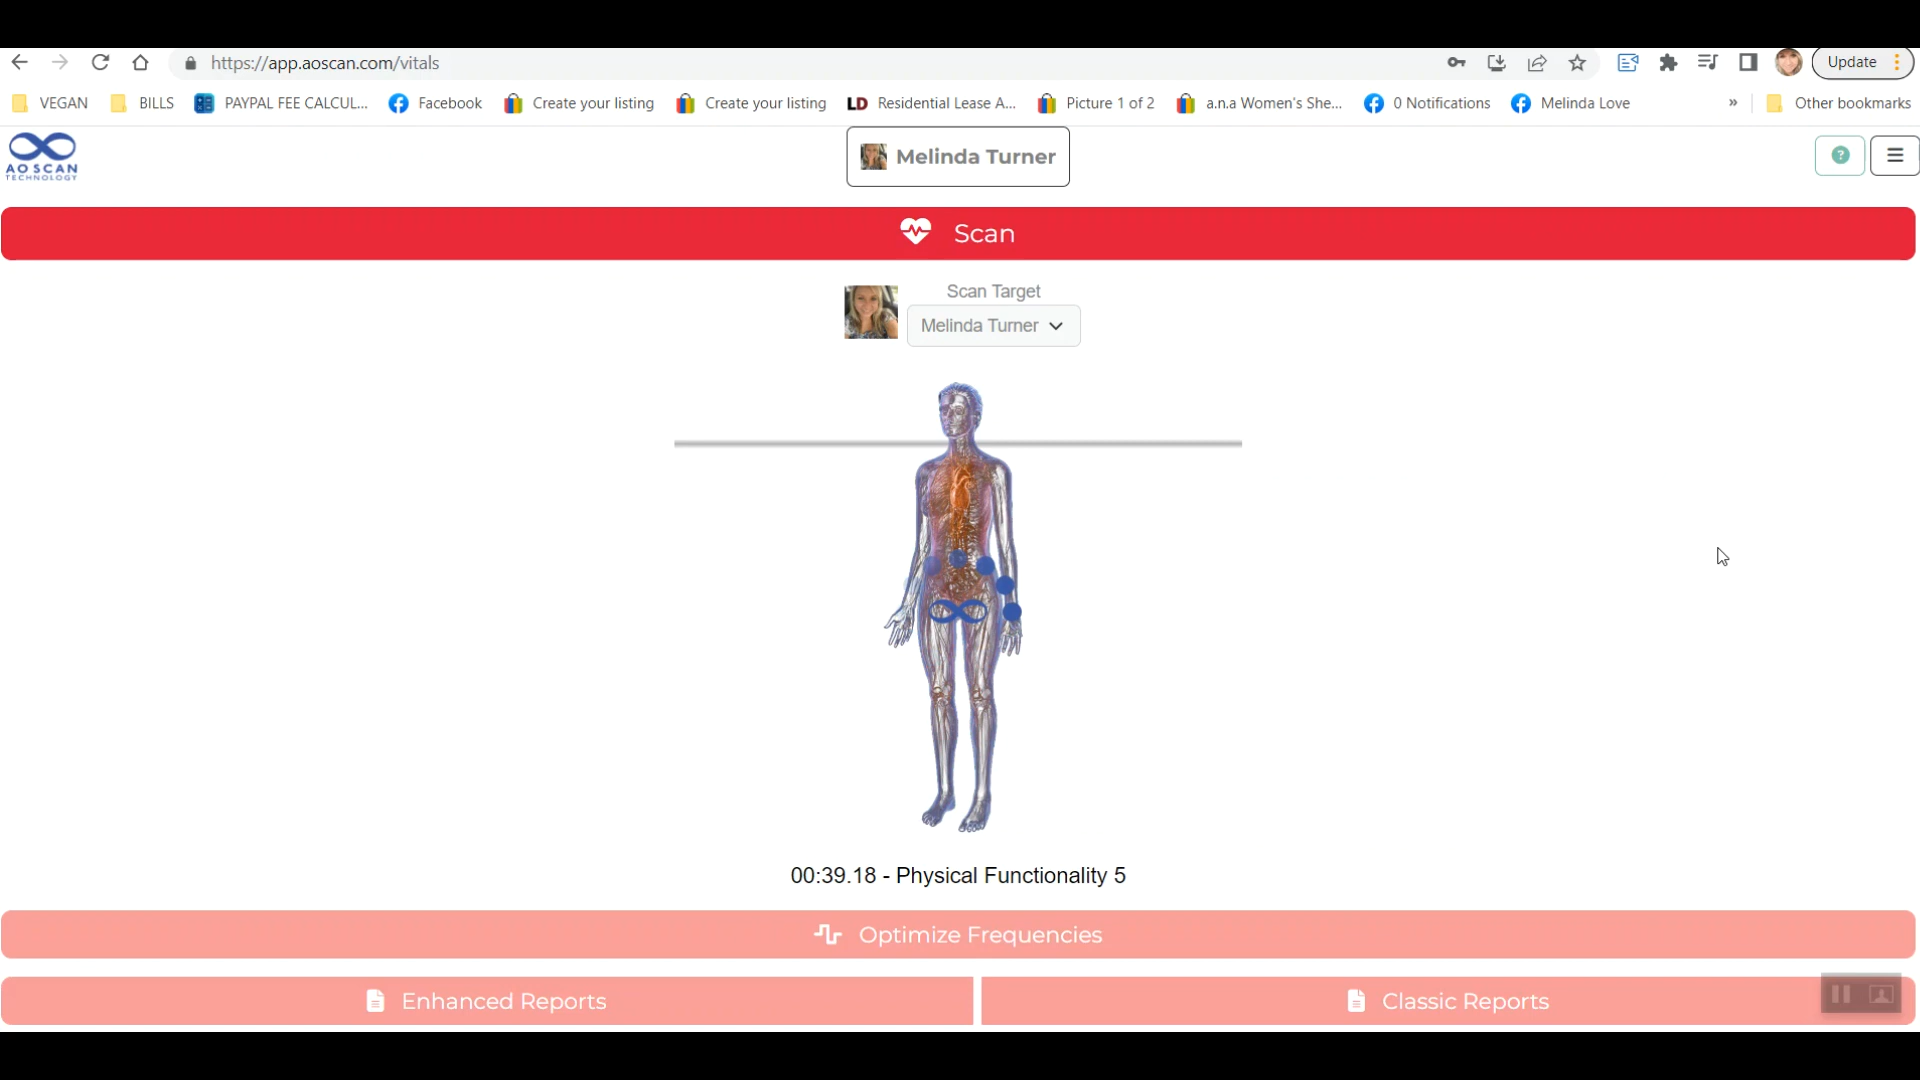 https://app.aoscan.com/vitals
Update
VEGAN BILLS PAYPAL FEE CALCUL... Facebook Create your listing Create your listing LD Residential Lease A... Picture 1 of 2 a.n.a Women's She... 0 Notifications Melinda Love » Other bookmarks
AO SCAN
TECHNOLOGY
Melinda Turner
?
Scan
Scan Target
Melinda Turner
00:39.18 - Physical Functionality 5
Optimize Frequencies
Enhanced Reports Classic Reports